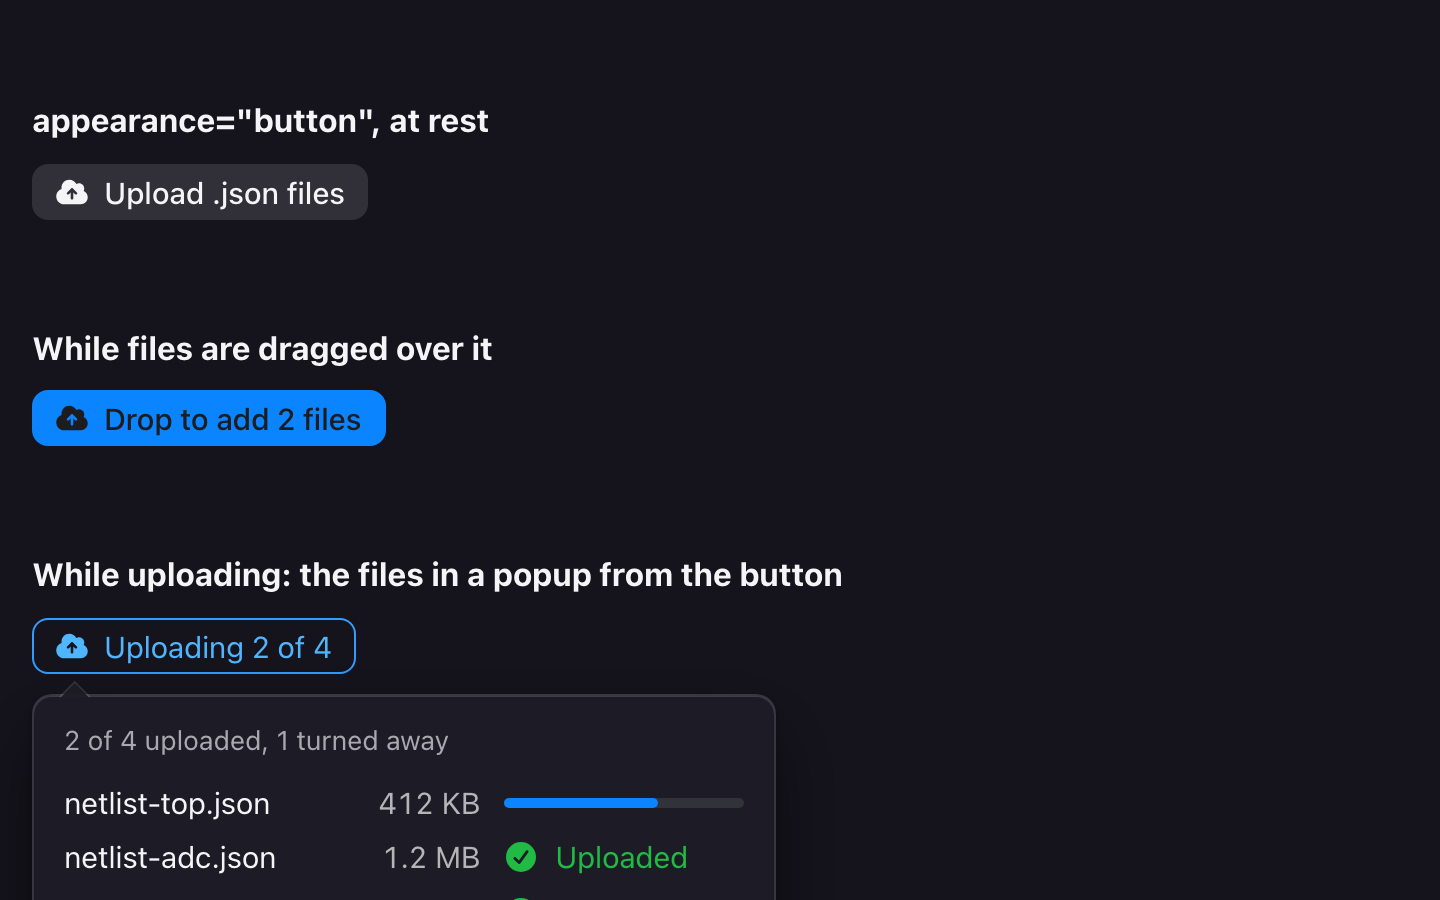 appearance="button", at rest
Upload .json files
While files are dragged over it
Drop to add 2 files
While uploading: the files in a popup from the button
Uploading 2 of 4
2 of 4 uploaded, 1 turned away
netlist-top.json 412 KB
netlist-adc.json 1.2 MB Uploaded